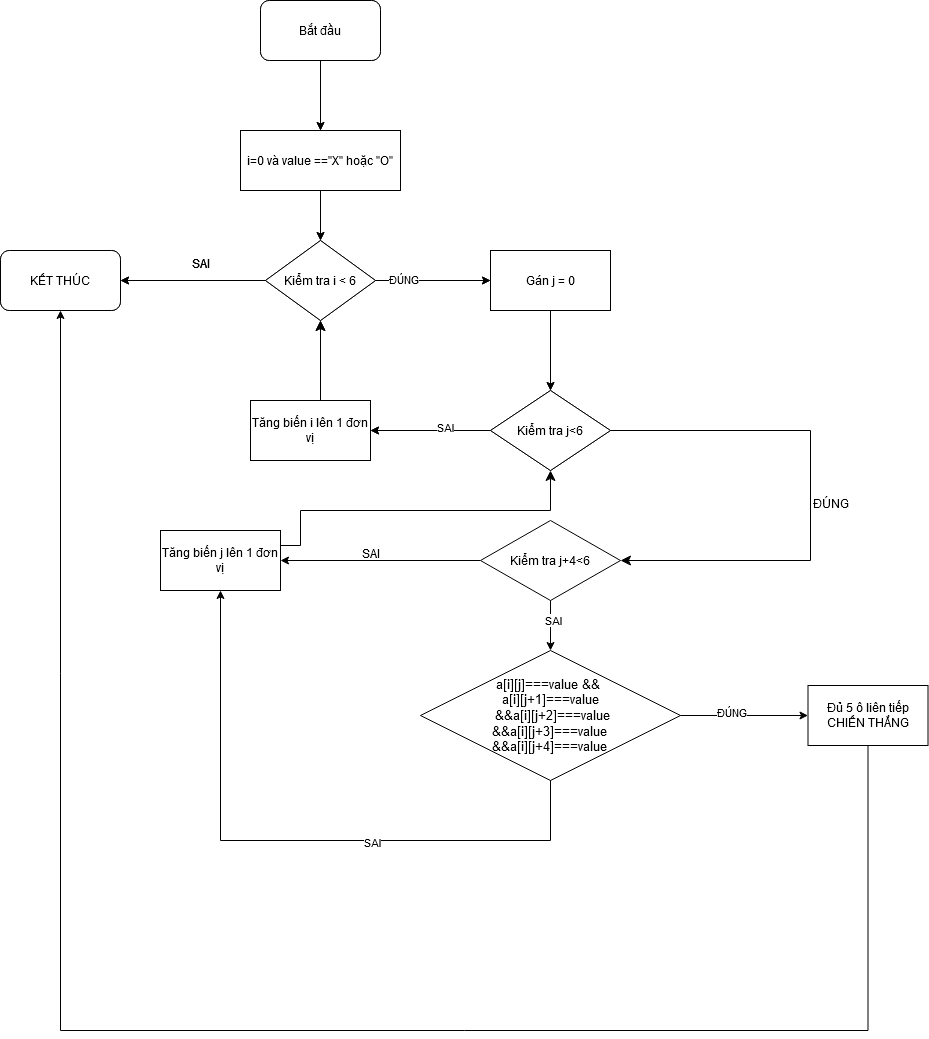 Bắt đầu
i=0 và value =="X" hoặc "O"
SAI
KẾT THÚC
Kiểm tra i < 6
ĐÚNG
Gán j = 0
Tăng biến i lên 1 đơn
vị
SAI
Kiểm tra j<6
ĐÚNG
Tăng biến j lên 1 đơn
vị
SAI
Kiểm tra j+4<6
SAI
a[i][j]===value &&
a[i][j+1]===value
&&a[i][j+2]===value
&&a[i][j+3]===value
&&a[i][j+4]===value
ĐÚNG
Đủ 5 ô liên tiếp
CHIẾN THẮNG
SAI